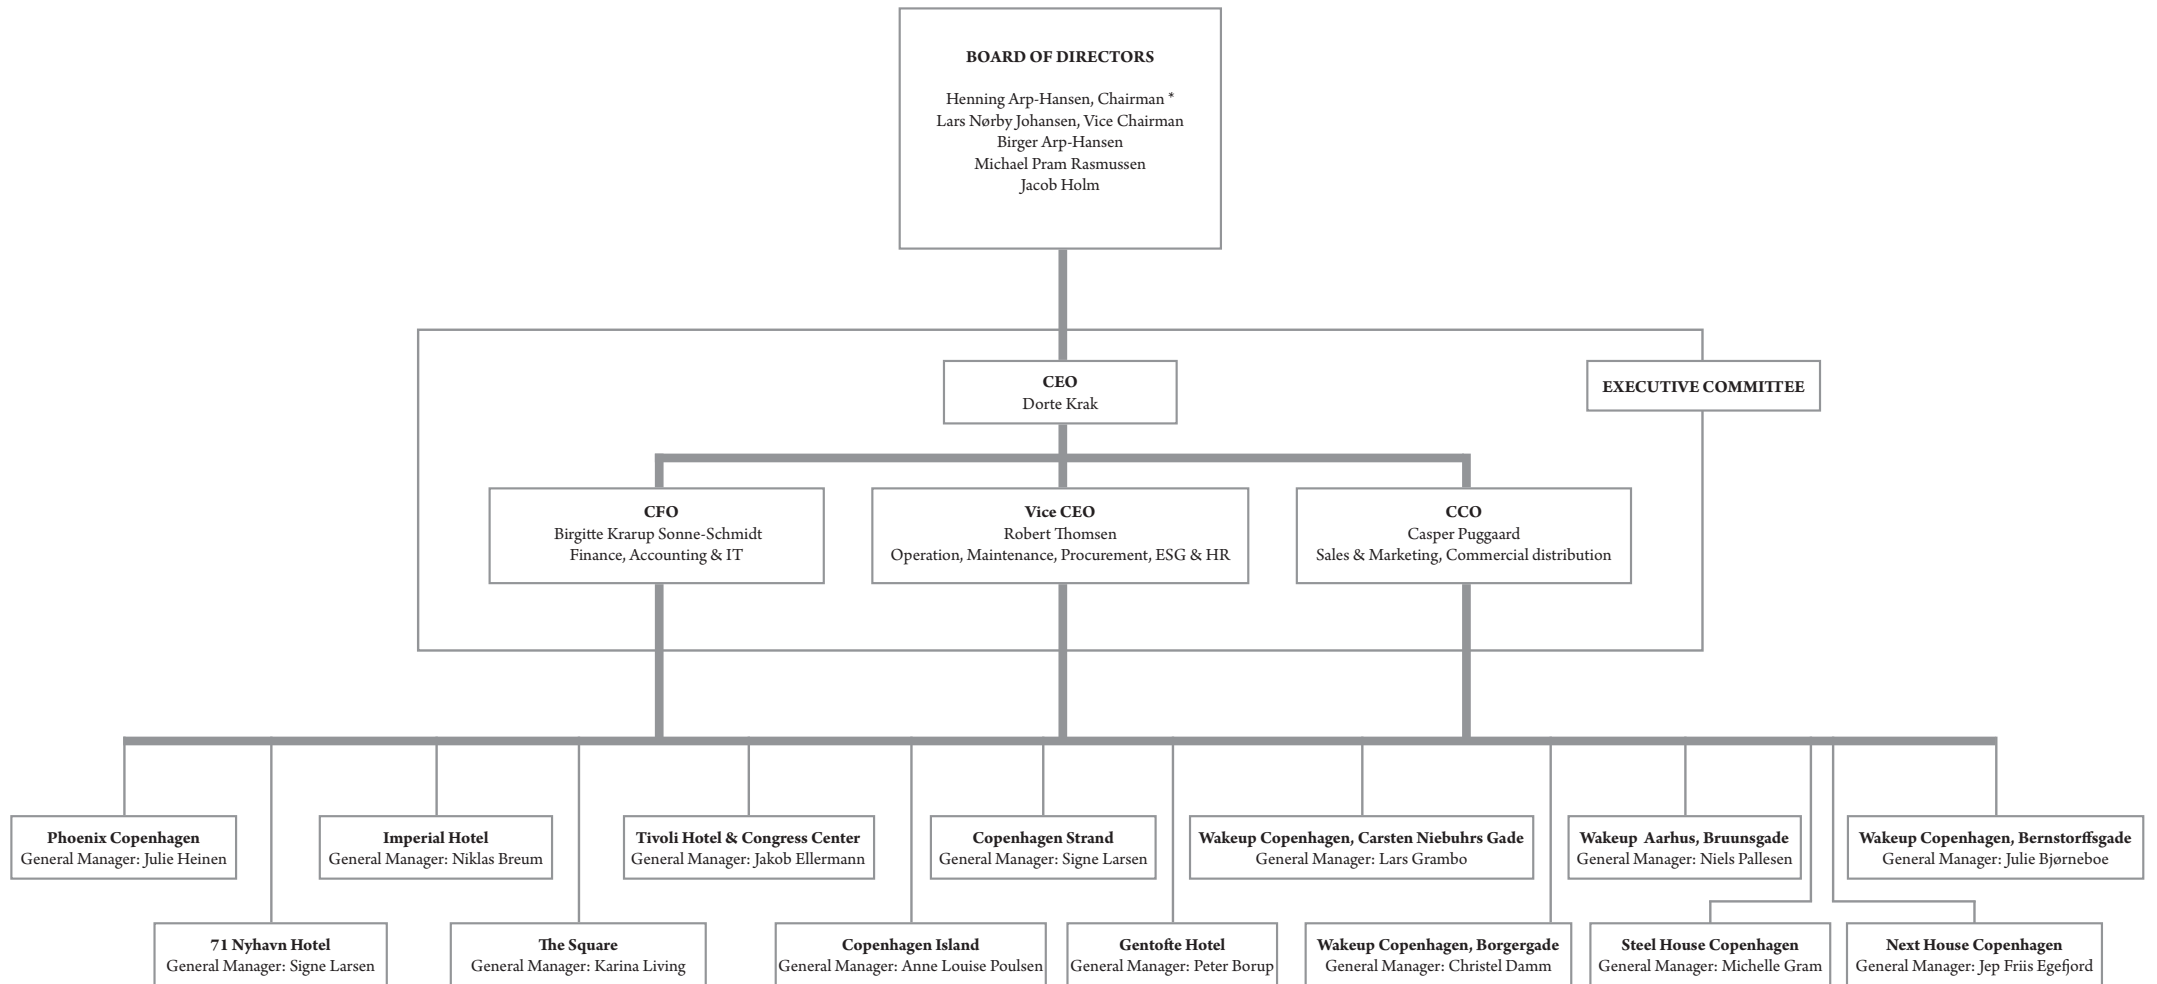 BOARD OF DIRECTORS
Henning Arp-Hansen, Chairman *
Lars Nørby Johansen, Vice Chairman
Birger Arp-Hansen
Michael Pram Rasmussen
Jacob Holm
CEO
Dorte Krak
EXECUTIVE COMMITTEE
CFO
Birgitte Krarup Sonne-Schmidt
Finance, Accounting & IT
Vice CEO
Robert Thomsen
Operation, Maintenance, Procurement, ESG & HR
CCO
Casper Puggaard
Sales & Marketing, Commercial distribution
Phoenix Copenhagen
General Manager: Julie Heinen
Imperial Hotel
General Manager: Niklas Breum
Tivoli Hotel & Congress Center
General Manager: Jakob Ellermann
Copenhagen Strand
General Manager: Signe Larsen
Wakeup Copenhagen, Carsten Niebuhrs Gade
General Manager: Lars Grambo
Wakeup Aarhus, Bruunsgade
General Manager: Niels Pallesen
Wakeup Copenhagen, Bernstorffsgade
General Manager: Julie Bjørneboe
71 Nyhavn Hotel
General Manager: Signe Larsen
The Square
General Manager: Karina Living
Copenhagen Island
General Manager: Anne Louise Poulsen
Gentofte Hotel
General Manager: Peter Borup
Wakeup Copenhagen, Borgergade
General Manager: Christel Damm
Steel House Copenhagen
General Manager: Michelle Gram
Next House Copenhagen
General Manager: Jep Friis Egefjord